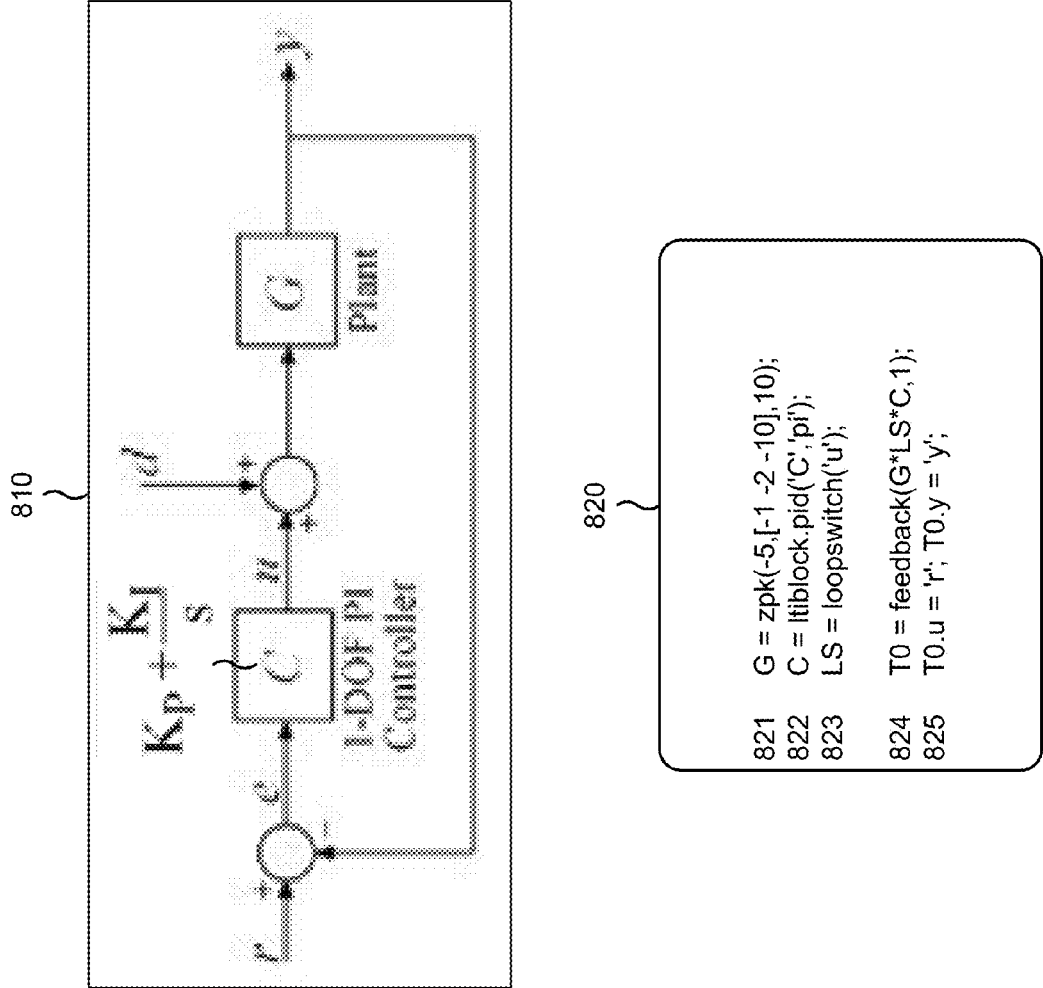 810
K_P + K_I / s
d
+
r
+
-
e
C
u
+
G
y
1-DOF PI
Controller
Plant
820
821 G = zpk(-5,[-1 -2 -10],10);
822 C = ltiblock.pid('C','pi');
823 LS = loopswitch('u');
824 T0 = feedback(G*LS*C,1);
825 T0.u = 'r'; T0.y = 'y';